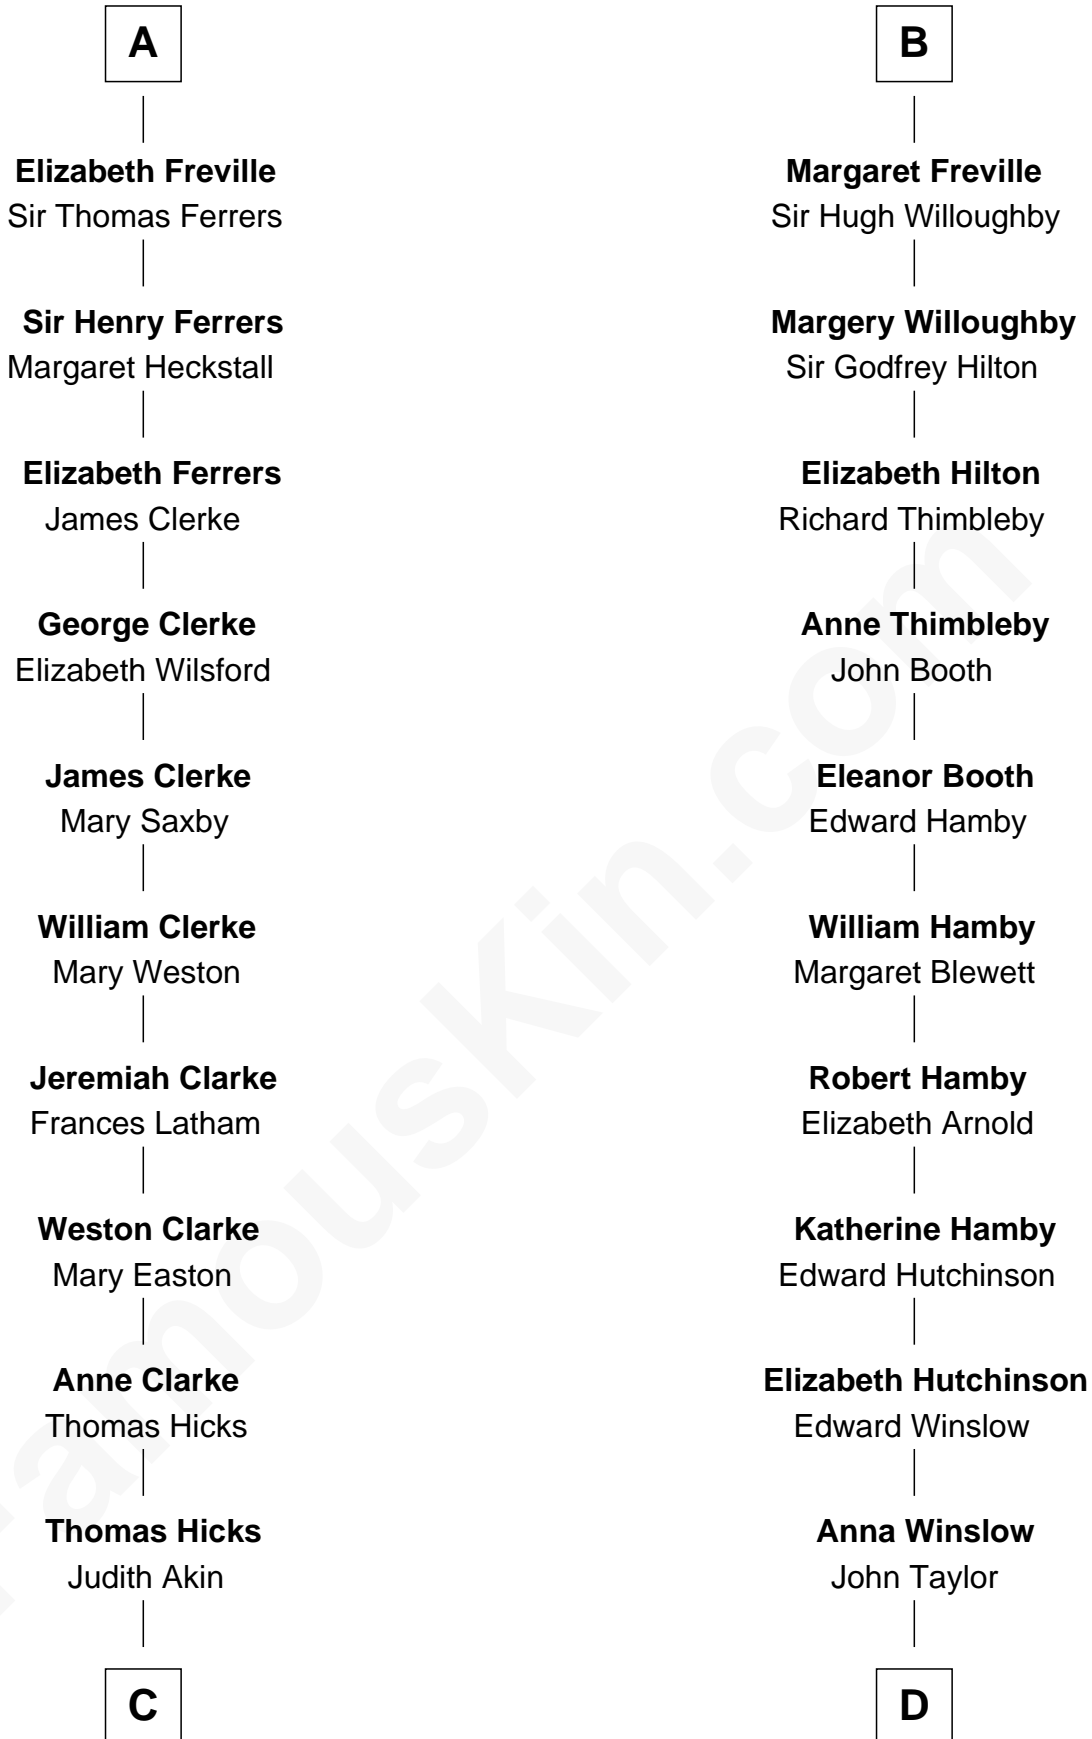 A
Elizabeth Freville
Sir Thomas Ferrers
Sir Henry Ferrers
Margaret Heckstall
Elizabeth Ferrers
James Clerke
George Clerke
Elizabeth Wilsford
James Clerke
Mary Saxby
William Clerke
Mary Weston
Jeremiah Clarke
Frances Latham
Weston Clarke
Mary Easton
Anne Clarke
Thomas Hicks
Thomas Hicks
Judith Akin
C
B
Margaret Freville
Sir Hugh Willoughby
Margery Willoughby
Sir Godfrey Hilton
Elizabeth Hilton
Richard Thimbleby
Anne Thimbleby
John Booth
Eleanor Booth
Edward Hamby
William Hamby
Margaret Blewett
Robert Hamby
Elizabeth Arnold
Katherine Hamby
Edward Hutchinson
Elizabeth Hutchinson
Edward Winslow
Anna Winslow
John Taylor
D
FamousKin.com